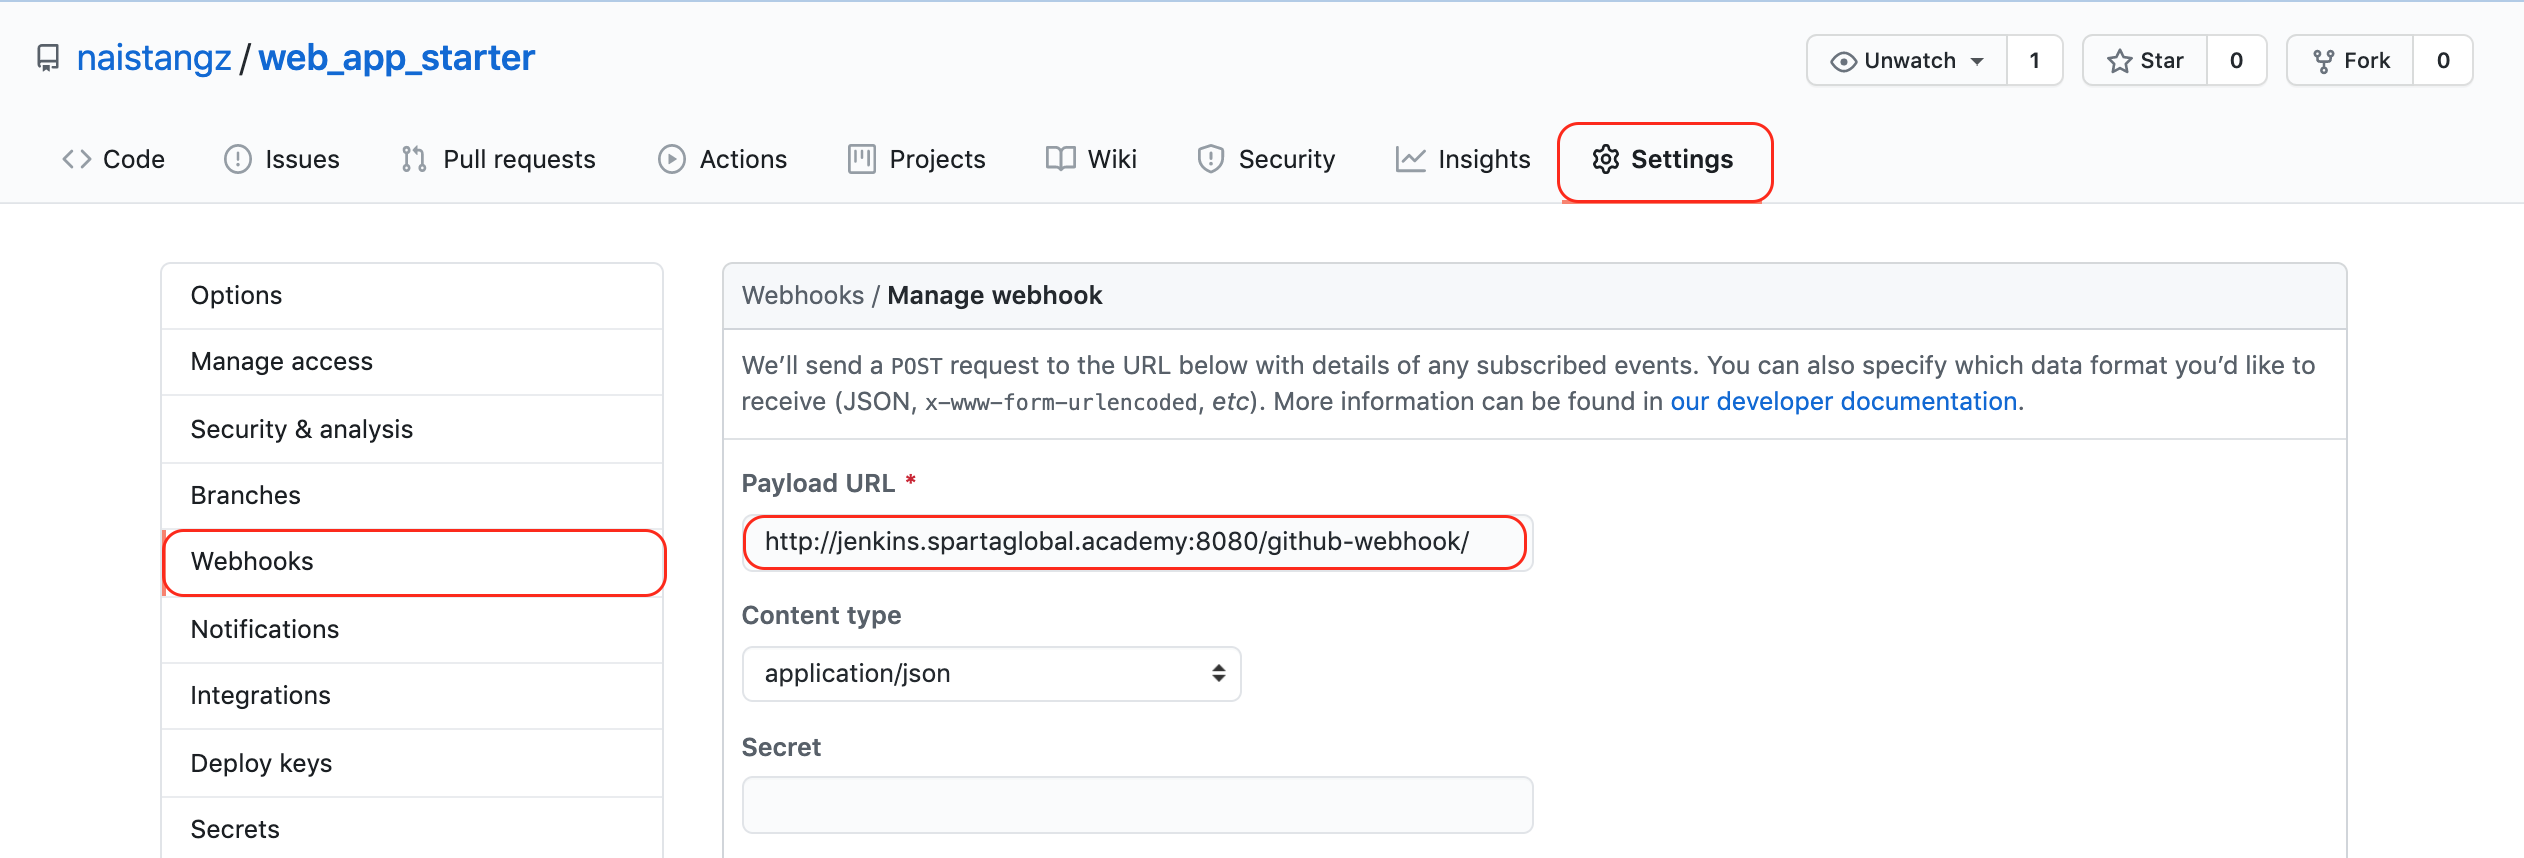 naistangz / web_app_starter
Unwatch 1
Star 0
Fork 0
Code
Issues
Pull requests
Actions
Projects
Wiki
Security
Insights
Settings
Options
Manage access
Security & analysis
Branches
Webhooks
Notifications
Integrations
Deploy keys
Secrets
Webhooks / Manage webhook
We’ll send a POST request to the URL below with details of any subscribed events. You can also specify which data format you’d like to
receive (JSON, x-www-form-urlencoded, etc). More information can be found in our developer documentation.
Payload URL *
http://jenkins.spartaglobal.academy:8080/github-webhook/
Content type
application/json
Secret